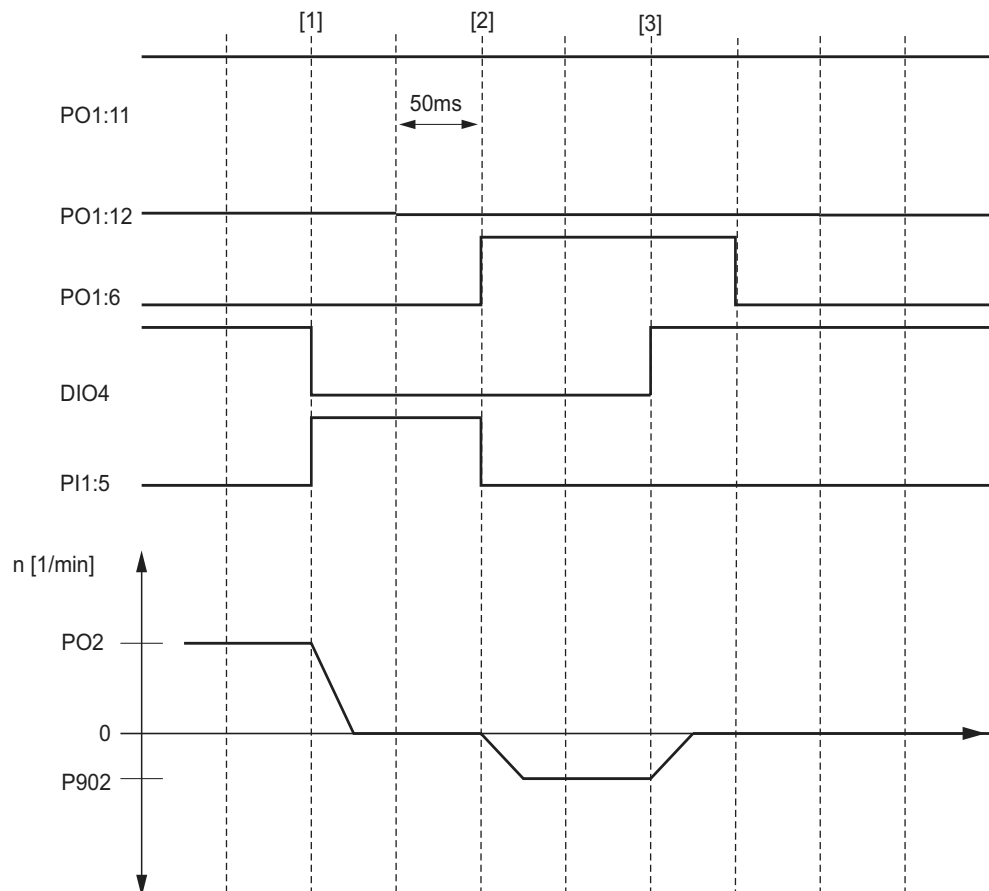 [1] [2] [3]
50ms
PO1:11
PO1:12
PO1:6
DIO4
PI1:5
n [1/min]
PO2
0
P902